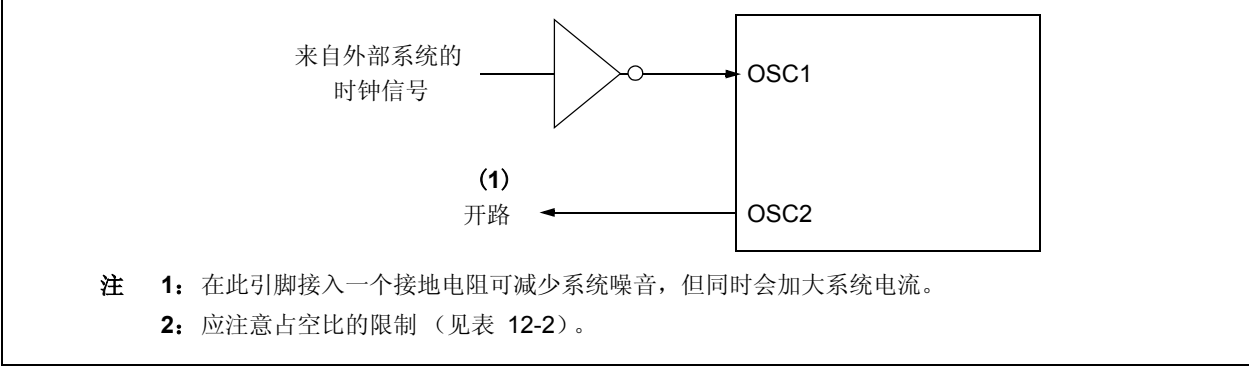 来自外部系统的
时钟信号
OSC1
（1）
开路
OSC2
注 1：在此引脚接入一个接地电阻可减少系统噪音，但同时会加大系统电流。
2：应注意占空比的限制 （见表 12-2）。